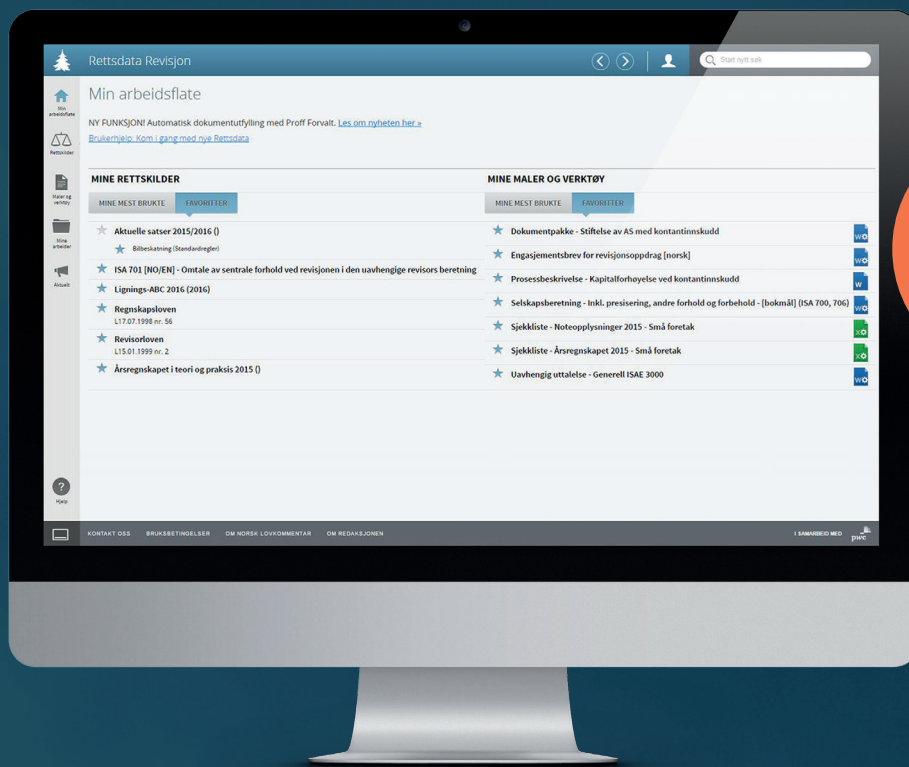 Rettsdata Revisjon
Start nytt søk
Min arbeidsflate
Rettskilder
Maler og verktøy
Mine arbeider
Aktuelt
Hjelp
Min arbeidsflate
NY FUNKSJON! Automatisk dokumentutfylling med Proff Forvalt. Les om nyheten her »
Brukerhjelp: Kom i gang med nye Rettsdata
MINE RETTSKILDER
MINE MEST BRUKTE FAVORITTER
Aktuelle satser 2015/2016 ()
Bilbeskatning (Standardregler)
ISA 701 [NO/EN] - Omtale av sentrale forhold ved revisjonen i den uavhengige revisors beretning
Lignings-ABC 2016 (2016)
Regnskapsloven
L17.07.1998 nr. 56
Revisorloven
L15.01.1999 nr. 2
Årsregnskapet i teori og praksis 2015 ()
MINE MALER OG VERKTØY
MINE MEST BRUKTE FAVORITTER
Dokumentpakke - Stiftelse av AS med kontantinnskudd
Engasjementsbrev for revisjonsoppdrag [norsk]
Prosessbeskrivelse - Kapitalforhøyelse ved kontantinnskudd
Selskapsberetning - Inkl. presisering, andre forhold og forbehold - [bokmål] (ISA 700, 706)
Sjekkliste - Noteopplysninger 2015 - Små foretak
Sjekkliste - Årsregnskapet 2015 - Små foretak
Uavhengig uttalelse - Generell ISAE 3000
KONTAKT OSS BRUKSBETINGELSER OM NORSK LOVKOMMENTAR OM REDAKSJONEN
I SAMARBEID MED pwc